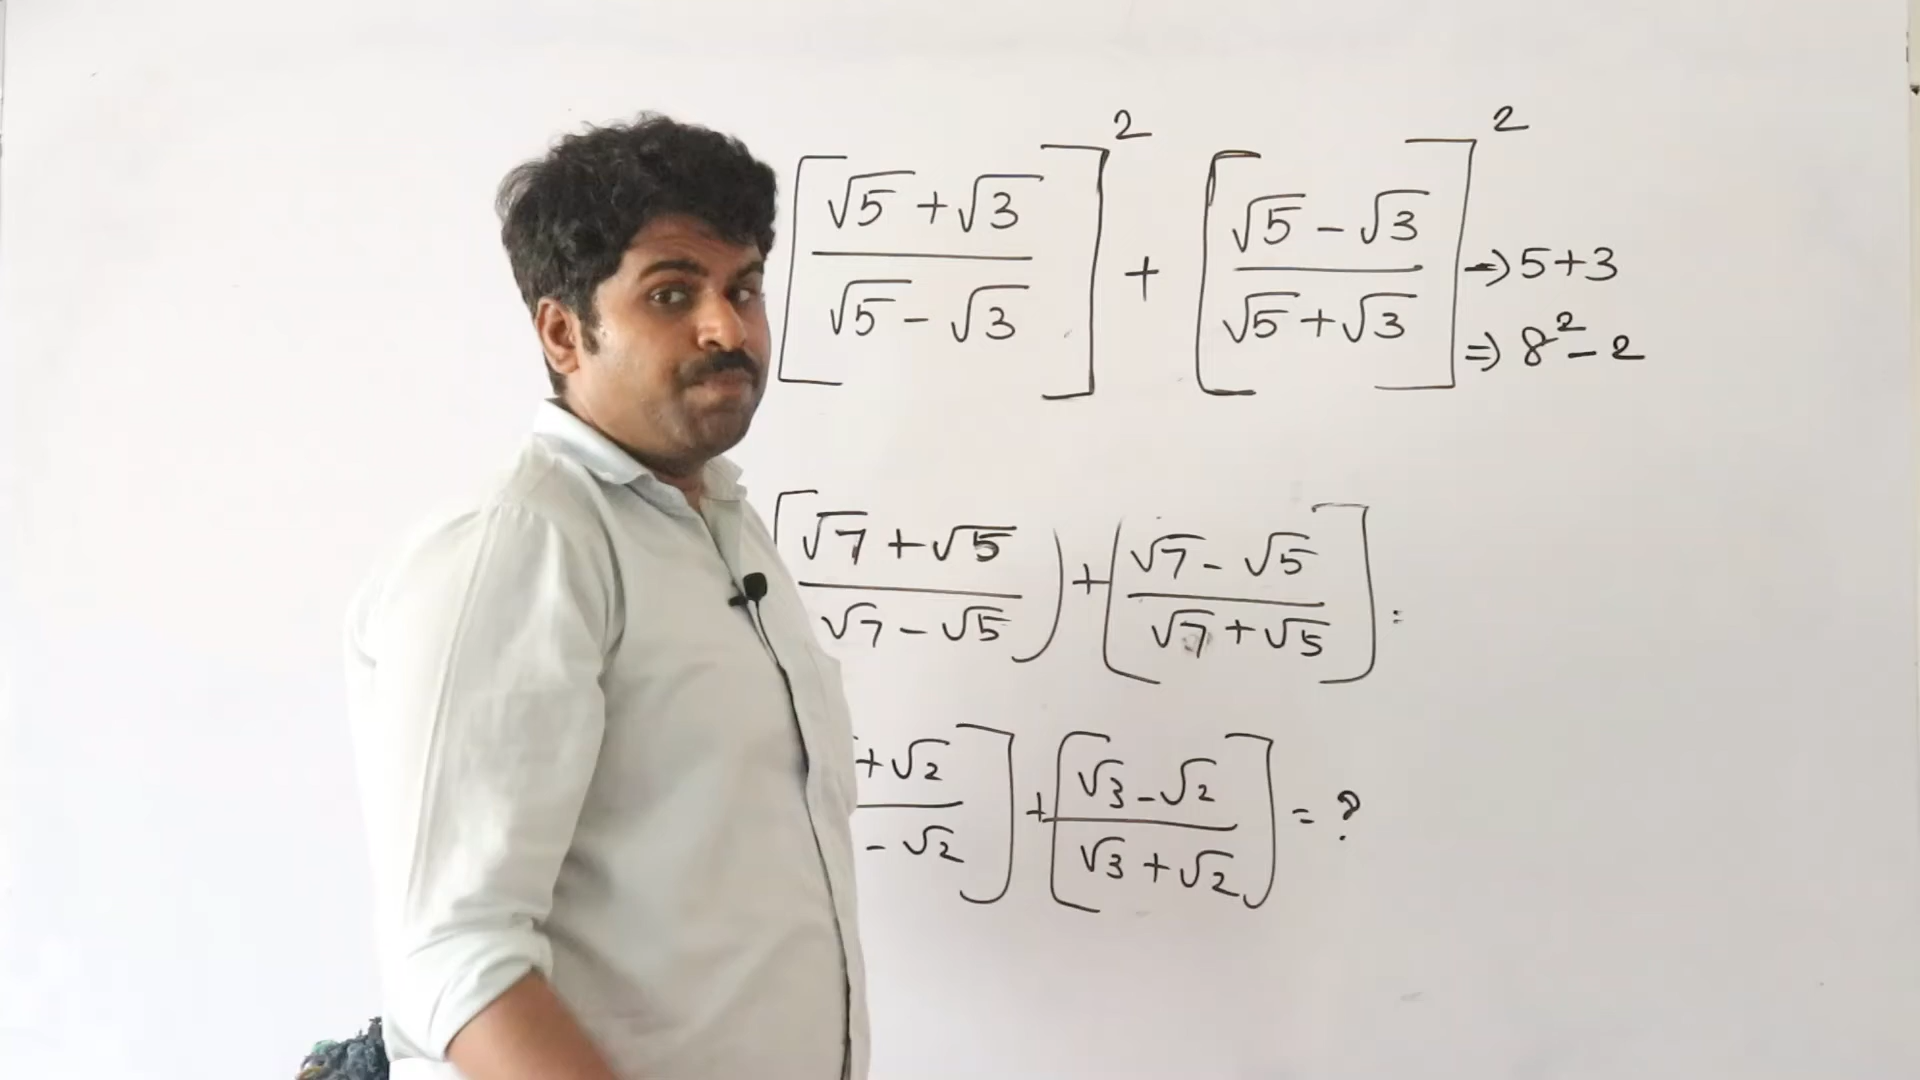 [(√5+√3)/(√5-√3)]² + [(√5-√3)/(√5+√3)]²
⇒ 5+3
⇒ 8²-2
[(√7+√5)/(√7-√5)) + [(√7-√5)/(√7+√5)] =
+√2/-√2] + [(√3-√2)/(√3+√2)] = ?